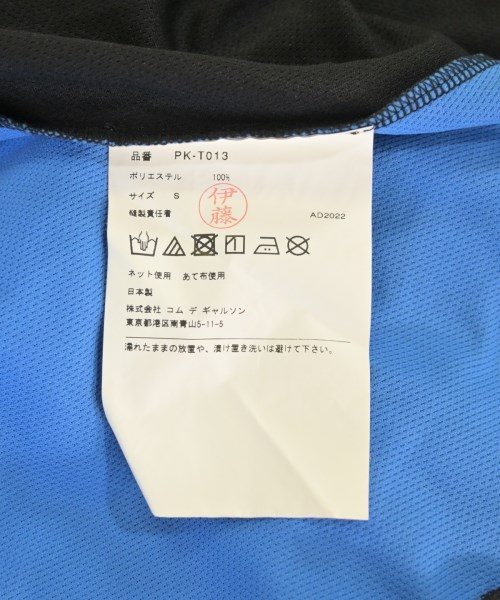 品番 PK-T013
ポリエステル 100%
サイズ S
縫製責任者 伊藤 AD2022
ネット使用 あて布使用
日本製
株式会社 コム デ ギャルソン
東京都港区南青山5-11-5
濡れたままの放置や、漬け置き洗いは避けて下さい。